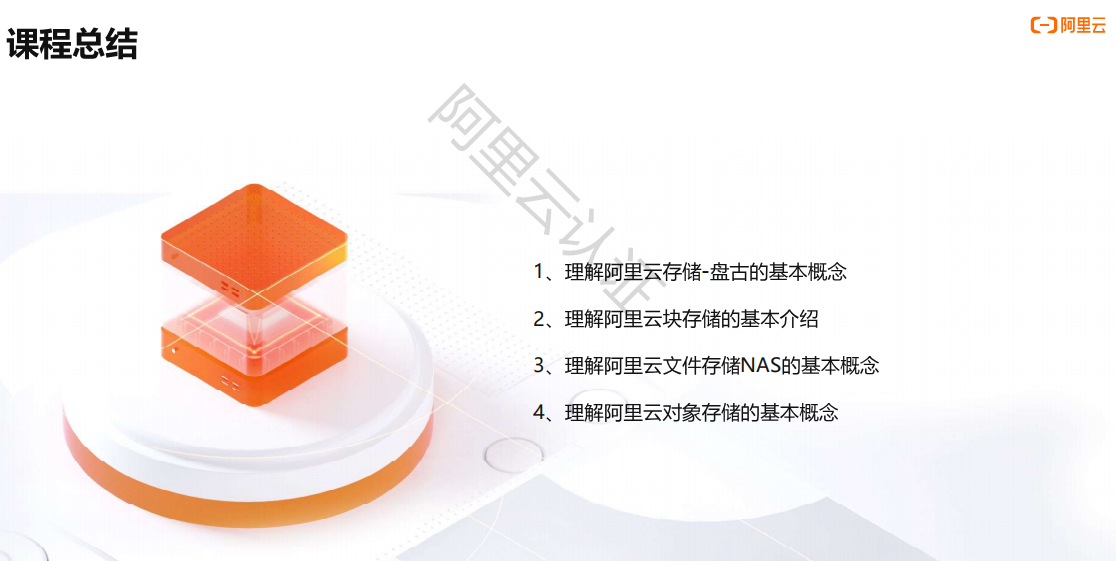 课程总结
阿里云
阿里云认证
1、理解阿里云存储-盘古的基本概念
2、理解阿里云块存储的基本介绍
3、理解阿里云文件存储NAS的基本概念
4、理解阿里云对象存储的基本概念